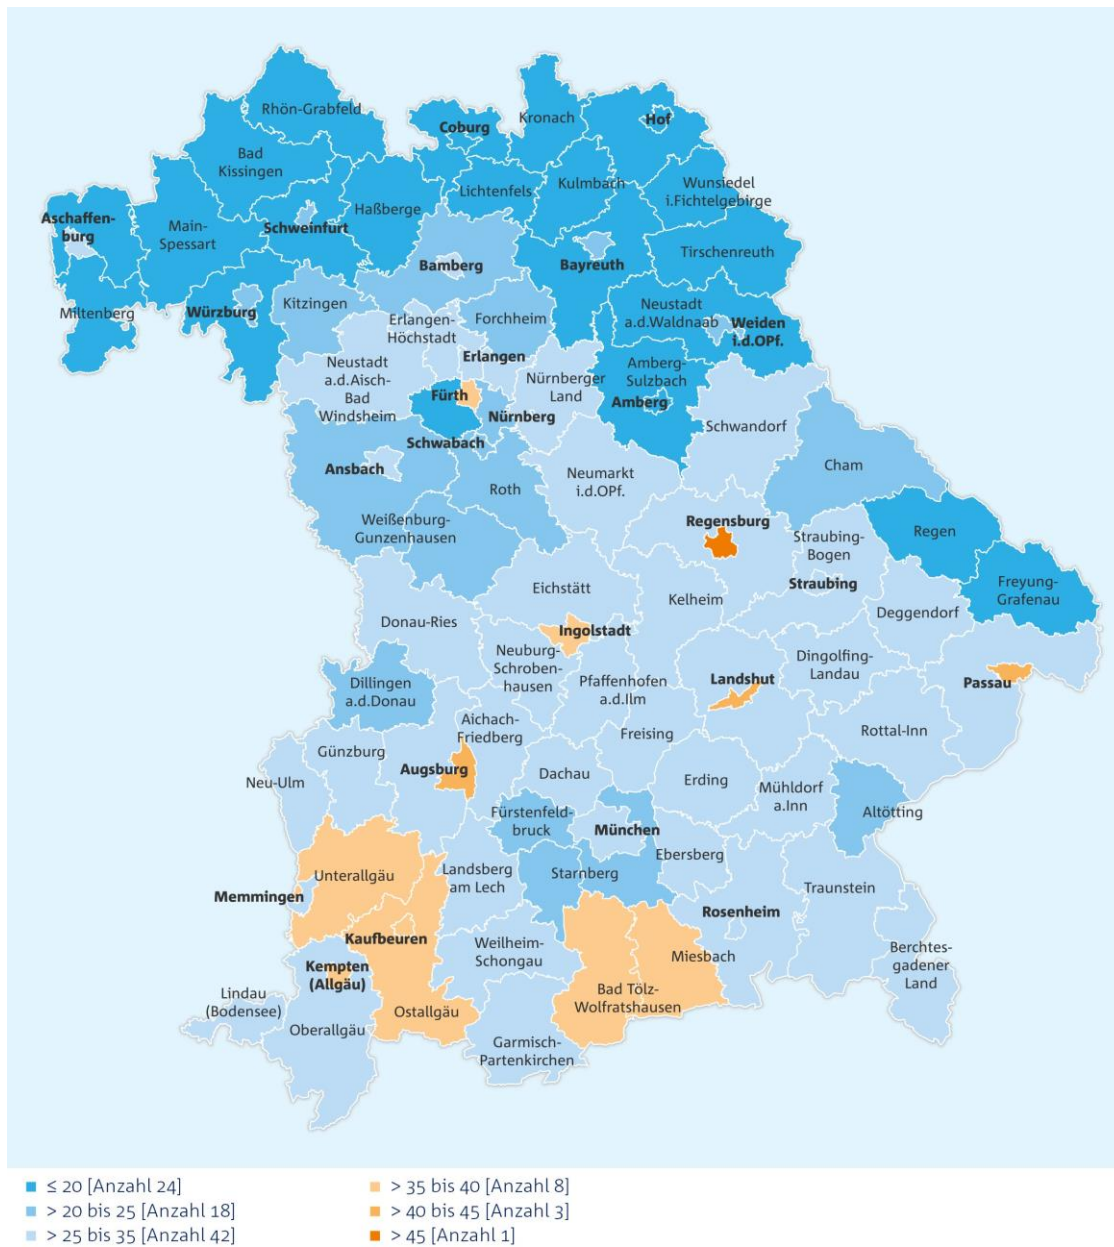 Rhön-Grabfeld
Coburg
Kronach
Hof
Bad
Kissingen
Lichtenfels
Kulmbach
Wunsiedel
i.Fichtelgebirge
Aschaffen-
burg
Main-
Spessart
Schweinfurt
Haßberge
Bamberg
Bayreuth
Tirschenreuth
Miltenberg
Würzburg
Kitzingen
Erlangen-
Höchstadt
Forchheim
Neustadt
a.d.Waldnaab
Weiden
i.d.OPf.
Neustadt
a.d.Aisch-
Bad
Windsheim
Erlangen
Nürnberger
Land
Amberg-
Sulzbach
Fürth
Nürnberg
Amberg
Schwabach
Schwandorf
Ansbach
Roth
Neumarkt
i.d.OPf.
Cham
Weißenburg-
Gunzenhausen
Regensburg
Straubing-
Bogen
Regen
Eichstätt
Kelheim
Straubing
Freyung-
Grafenau
Deggendorf
Donau-Ries
Ingolstadt
Neuburg-
Schroben-
hausen
Pfaffenhofen
a.d.Ilm
Landshut
Dingolfing-
Landau
Passau
Dillingen
a.d.Donau
Aichach-
Friedberg
Freising
Rottal-Inn
Günzburg
Augsburg
Dachau
Erding
Mühldorf
a.Inn
Neu-Ulm
Fürstenfeld-
bruck
München
Altötting
Ebersberg
Unterallgäu
Landsberg
am Lech
Starnberg
Traunstein
Memmingen
Rosenheim
Kaufbeuren
Weilheim-
Schongau
Miesbach
Berchtes-
gadener
Land
Kempten
(Allgäu)
Lindau
(Bodensee)
Oberallgäu
Ostallgäu
Bad Tölz-
Wolfratshausen
Garmisch-
Partenkirchen
≤ 20 [Anzahl 24]
> 20 bis 25 [Anzahl 18]
> 25 bis 35 [Anzahl 42]
> 35 bis 40 [Anzahl 8]
> 40 bis 45 [Anzahl 3]
> 45 [Anzahl 1]